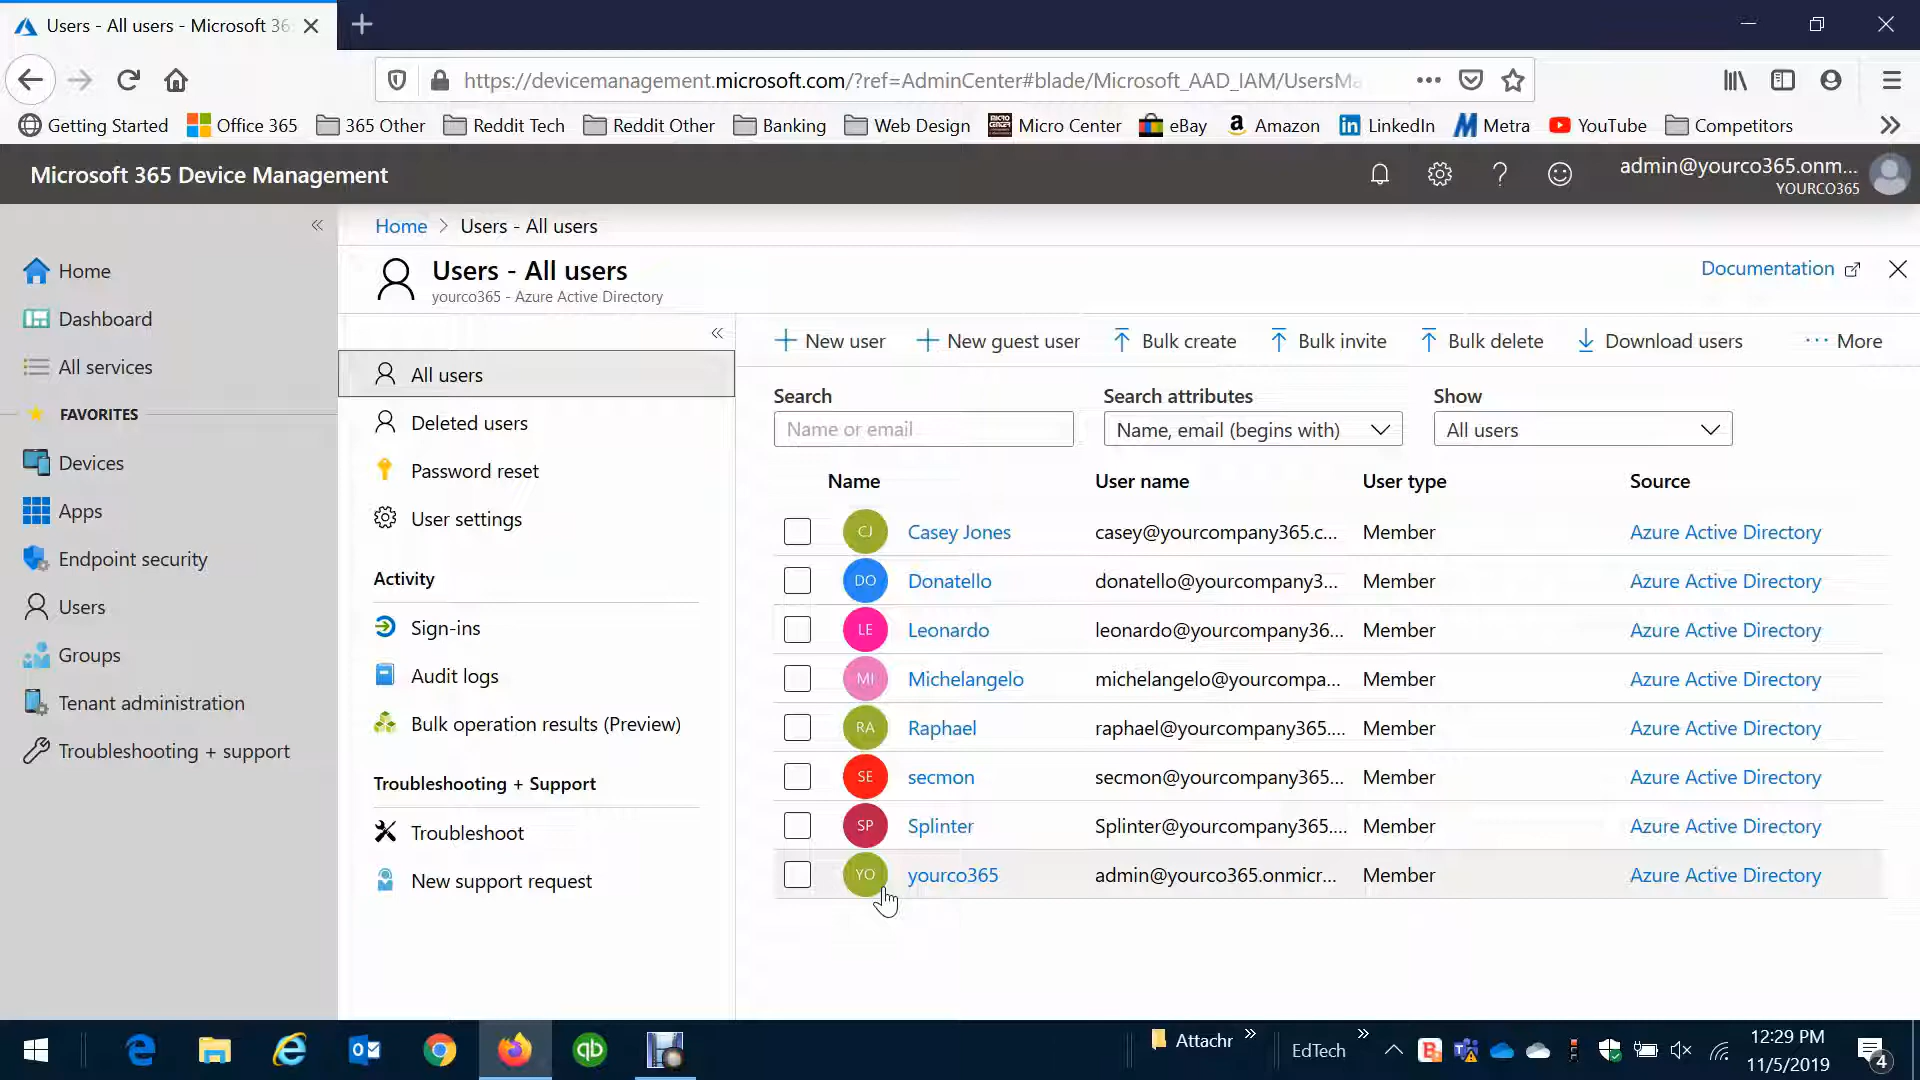 Users - All users - Microsoft 36
https://devicemanagement.microsoft.com/?ref=AdminCenter#blade/Microsoft_AAD_IAM/UsersMa
Getting Started Office 365 365 Other Reddit Tech Reddit Other Banking Web Design Micro Center eBay Amazon LinkedIn Metra YouTube Competitors
Microsoft 365 Device Management
admin@yourco365.onm...
YOURCO365
Home > Users - All users
Users - All users
yourco365 - Azure Active Directory
Documentation
Home
Dashboard
All services
FAVORITES
Devices
Apps
Endpoint security
Users
Groups
Tenant administration
Troubleshooting + support
All users
Deleted users
Password reset
User settings
Activity
Sign-ins
Audit logs
Bulk operation results (Preview)
Troubleshooting + Support
Troubleshoot
New support request
New user New guest user Bulk create Bulk invite Bulk delete Download users ··· More
Search Search attributes Show
Name or email Name, email (begins with) All users
Name User name User type Source
CJ Casey Jones casey@yourcompany365.c... Member Azure Active Directory
DO Donatello donatello@yourcompany3... Member Azure Active Directory
LE Leonardo leonardo@yourcompany36... Member Azure Active Directory
MI Michelangelo michelangelo@yourcompa... Member Azure Active Directory
RA Raphael raphael@yourcompany365.... Member Azure Active Directory
SE secmon secmon@yourcompany365... Member Azure Active Directory
SP Splinter Splinter@yourcompany365.... Member Azure Active Directory
YO yourco365 admin@yourco365.onmicr... Member Azure Active Directory
Attachr EdTech 12:29 PM
11/5/2019
4